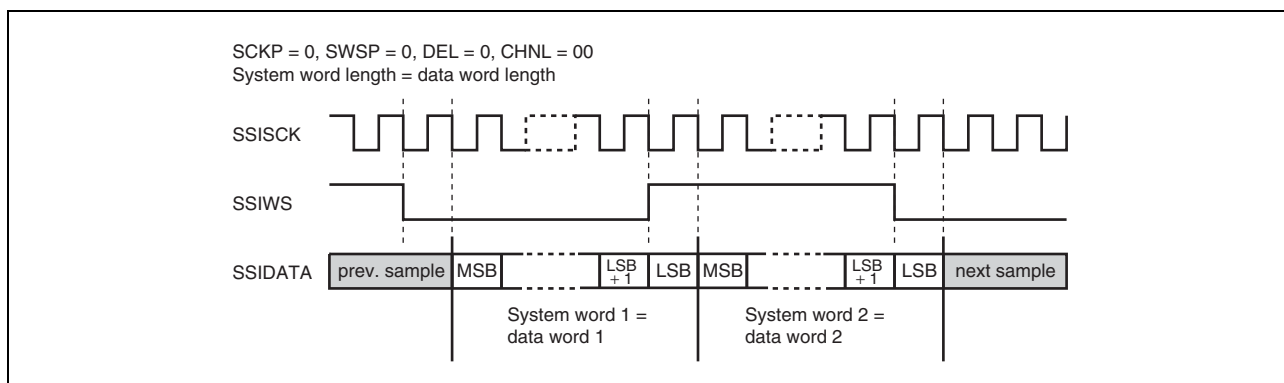 SCKP = 0, SWSP = 0, DEL = 0, CHNL = 00
System word length = data word length
SSISCK
SSIWS
SSIDATA
prev. sample
MSB
LSB
+ 1
LSB
MSB
LSB
+ 1
LSB
next sample
System word 1 =
data word 1
System word 2 =
data word 2